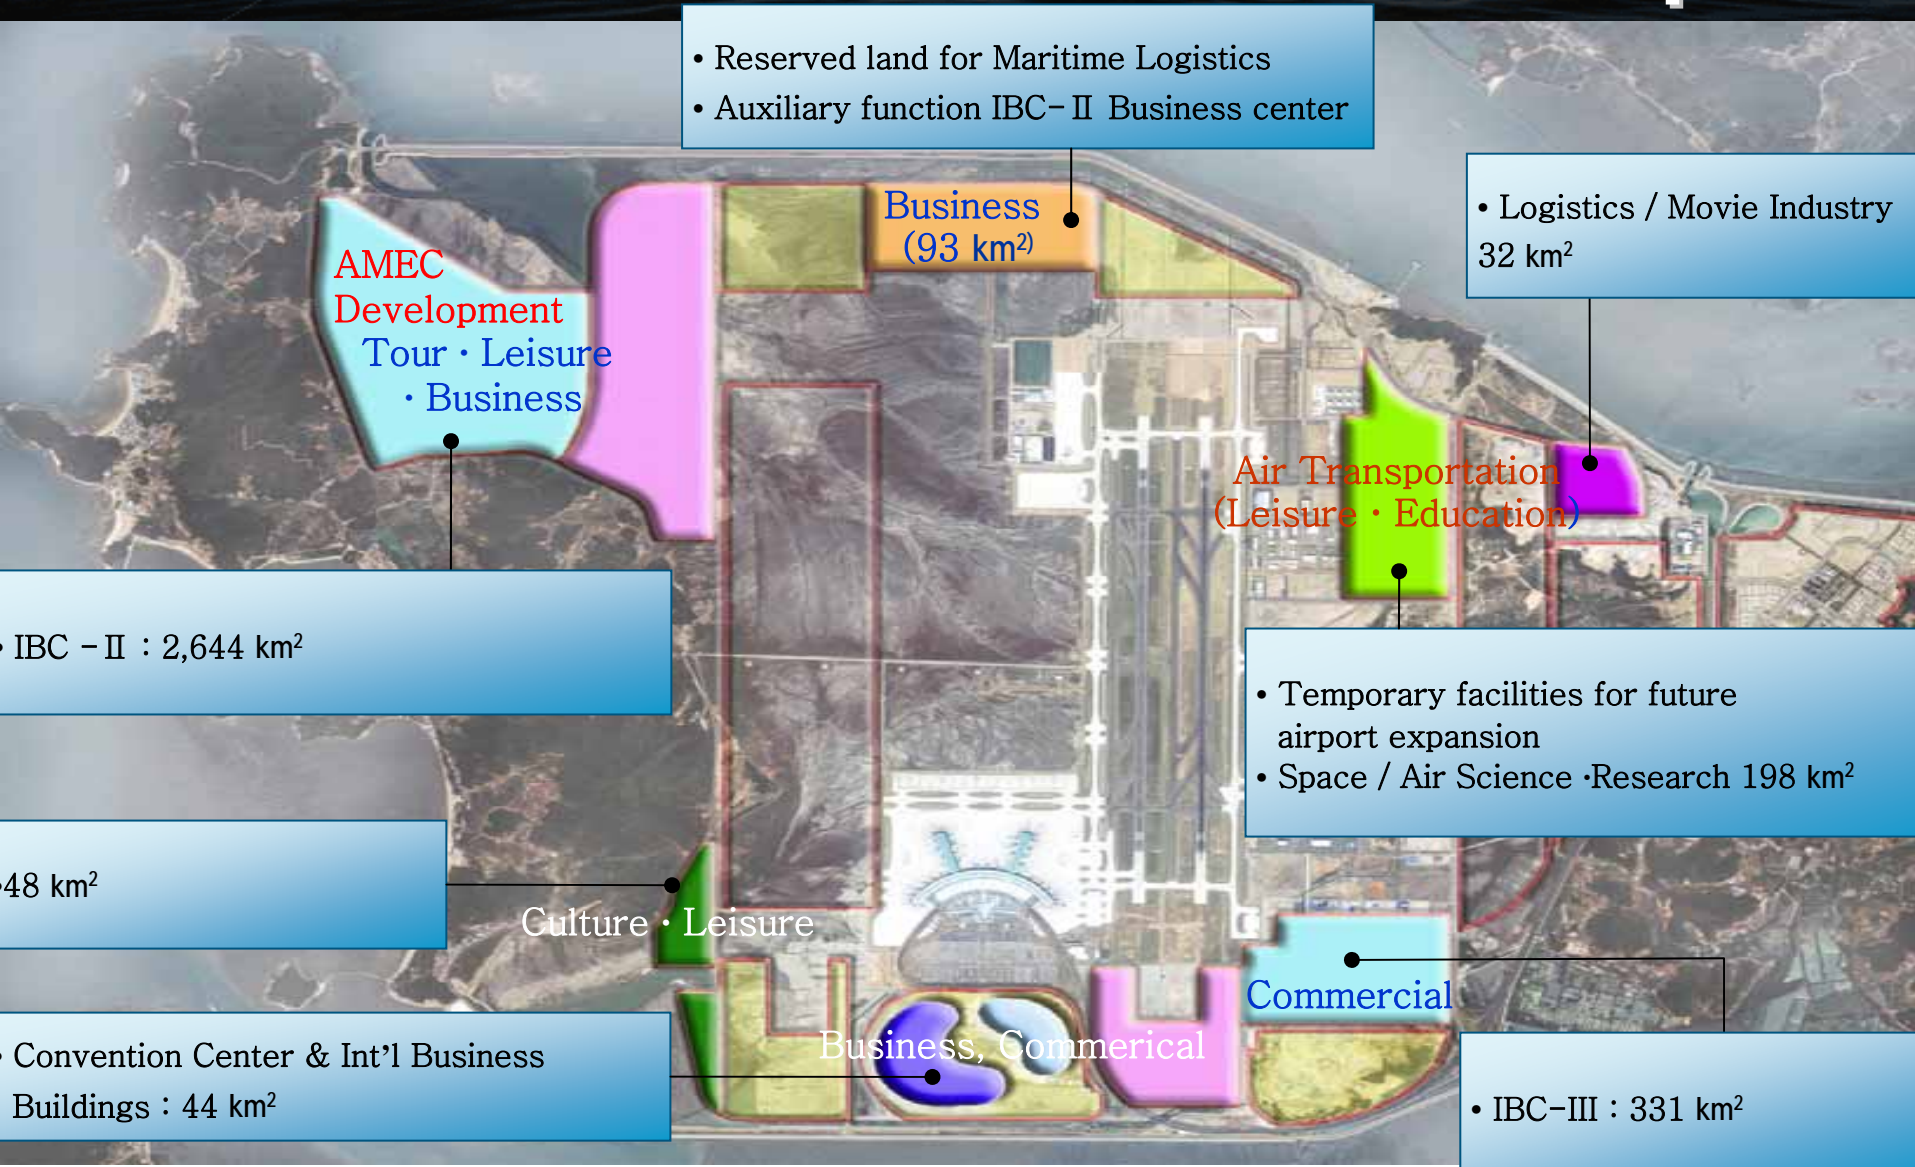 • Reserved land for Maritime Logistics
• Auxiliary function IBC-Ⅱ Business center
• Logistics / Movie Industry
32 km²
Business
(93 km²)
AMEC
Development
Tour · Leisure
· Business
Air Transportation
(Leisure · Education)
• IBC -Ⅱ : 2,644 km²
• Temporary facilities for future
airport expansion
• Space / Air Science ·Research 198 km²
•48 km²
Culture · Leisure
Commercial
Business, Commerical
• Convention Center & Int’l Business
Buildings : 44 km²
• IBC-III : 331 km²